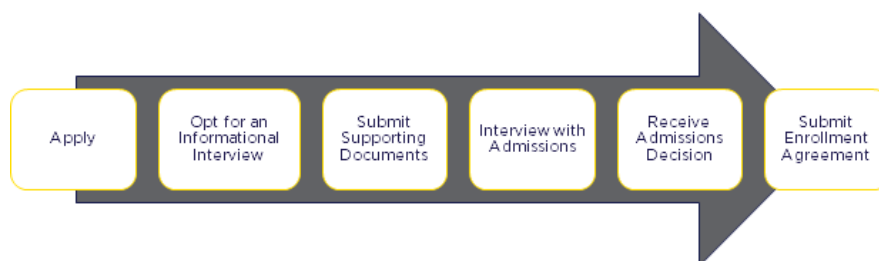 Apply
Opt for an
Informational
Interview
Submit
Supporting
Documents
Interview with
Admissions
Receive
Admissions
Decision
Submit
Enrollment
Agreement